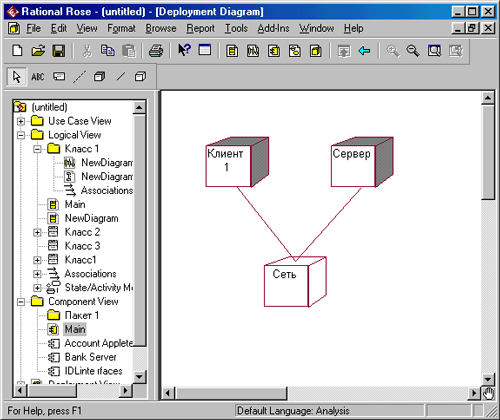 Rational Rose - (untitled) - [Deployment Diagram]
File Edit View Format Browse Report Tools Add-Ins Window Help
ABC
(untitled)
Use Case View
Logical View
Класс 1
NewDiagram
NewDiagram
Associations
Main
NewDiagram
Класс 2
Класс 3
Класс1
Associations
State/Activity Mo
Component View
Пакет 1
Main
Account Applete
Bank Server
IDLinte rfaces
Deployment View
Клиент
1
Сервер
Сеть
For Help, press F1
Default Language: Analysis